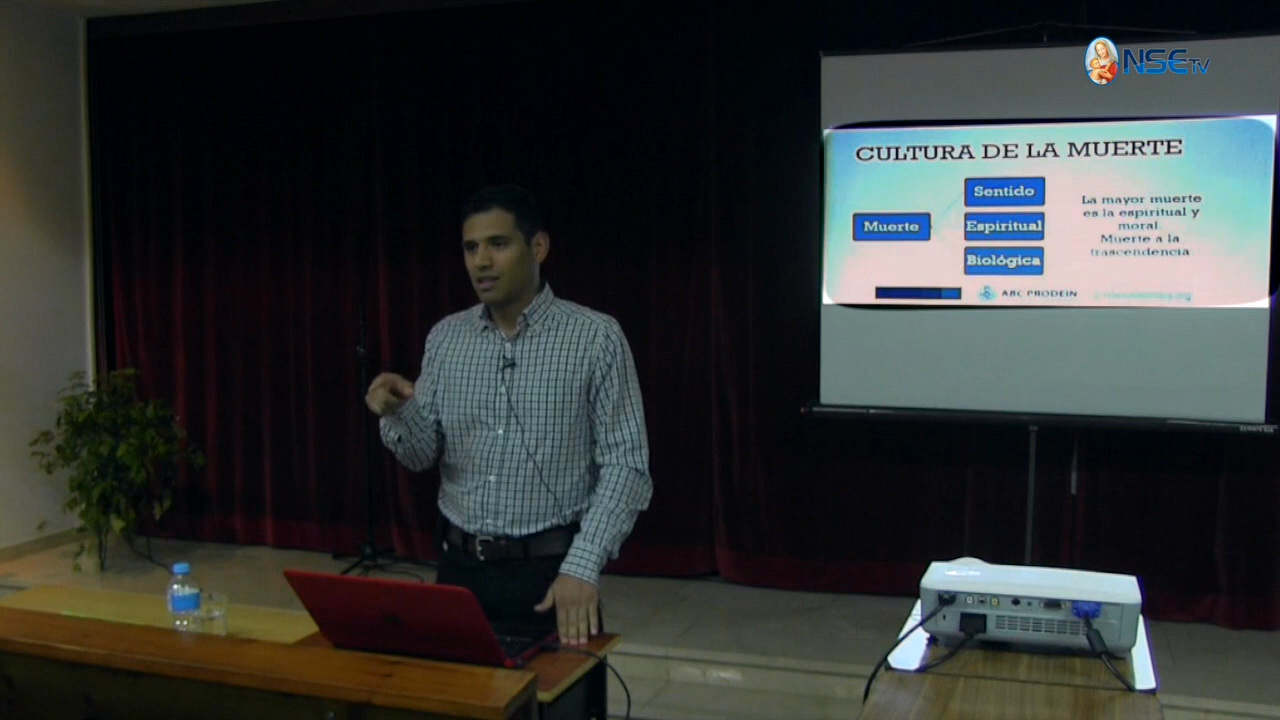 NSETV
CULTURA DE LA MUERTE
Sentido
Muerte
Espiritual
Biológica
La mayor muerte
es la espiritual y
moral.
Muerte a la
trascendencia
ABC PRODEIN